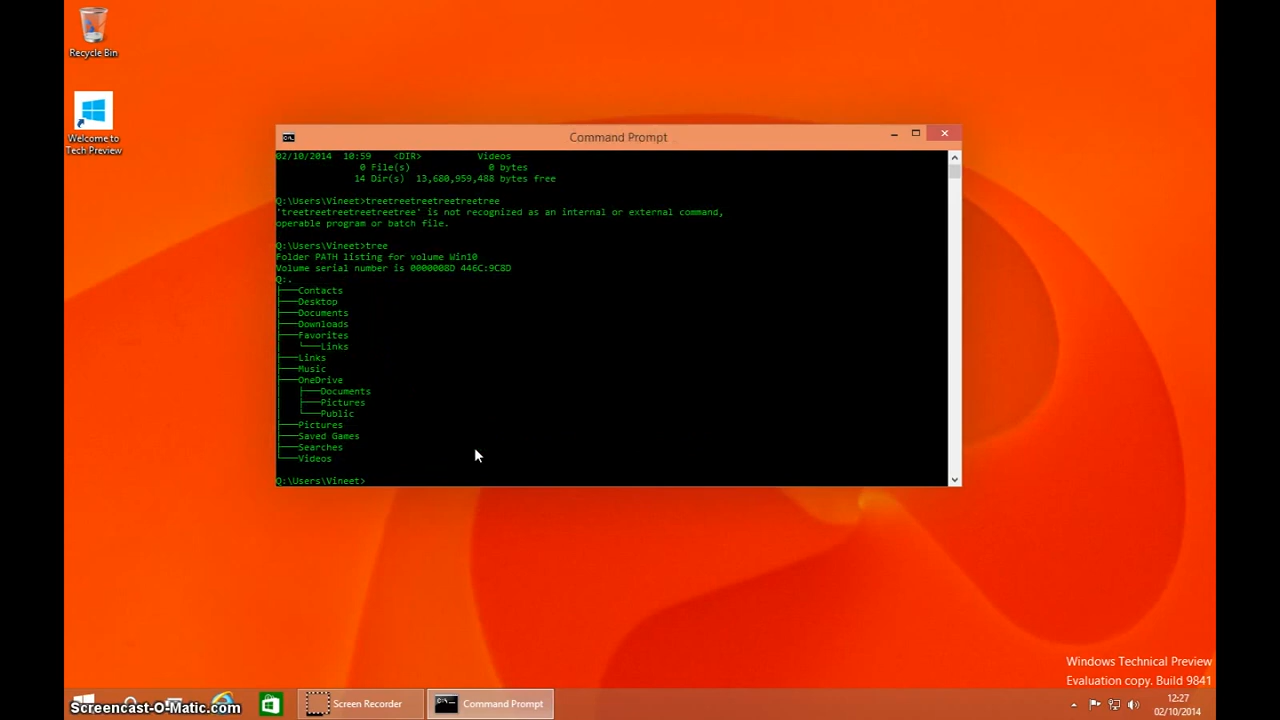 Recycle Bin
Welcome to
Tech Preview
Command Prompt
02/10/2014  10:59    <DIR>          Videos
0 File(s)              0 bytes
14 Dir(s)  13,680,959,488 bytes free
Q:\Users\Vineet>treetreetreetreetreetree
'treetreetreetreetreetree' is not recognized as an internal or external command,
operable program or batch file.
Q:\Users\Vineet>tree
Folder PATH listing for volume Win10
Volume serial number is 0000008D 446C:9C8D
Q:.
├───Contacts
├───Desktop
├───Documents
├───Downloads
├───Favorites
│   └───Links
├───Links
├───Music
├───OneDrive
│   ├───Documents
│   ├───Pictures
│   └───Public
├───Pictures
├───Saved Games
├───Searches
└───Videos
Q:\Users\Vineet>
Windows Technical Preview
Evaluation copy. Build 9841
Screen Recorder
Command Prompt
12:27
02/10/2014
Screencast-O-Matic.com